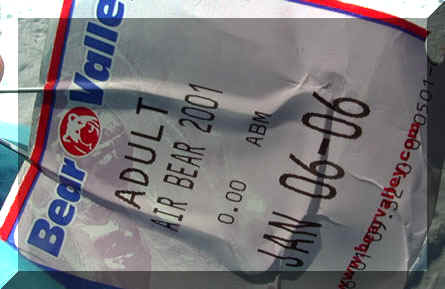 Bear Valley
ADULT
AIR BEAR 2001
0.00 ABM
JAN 06-06
www.bearvalley.com